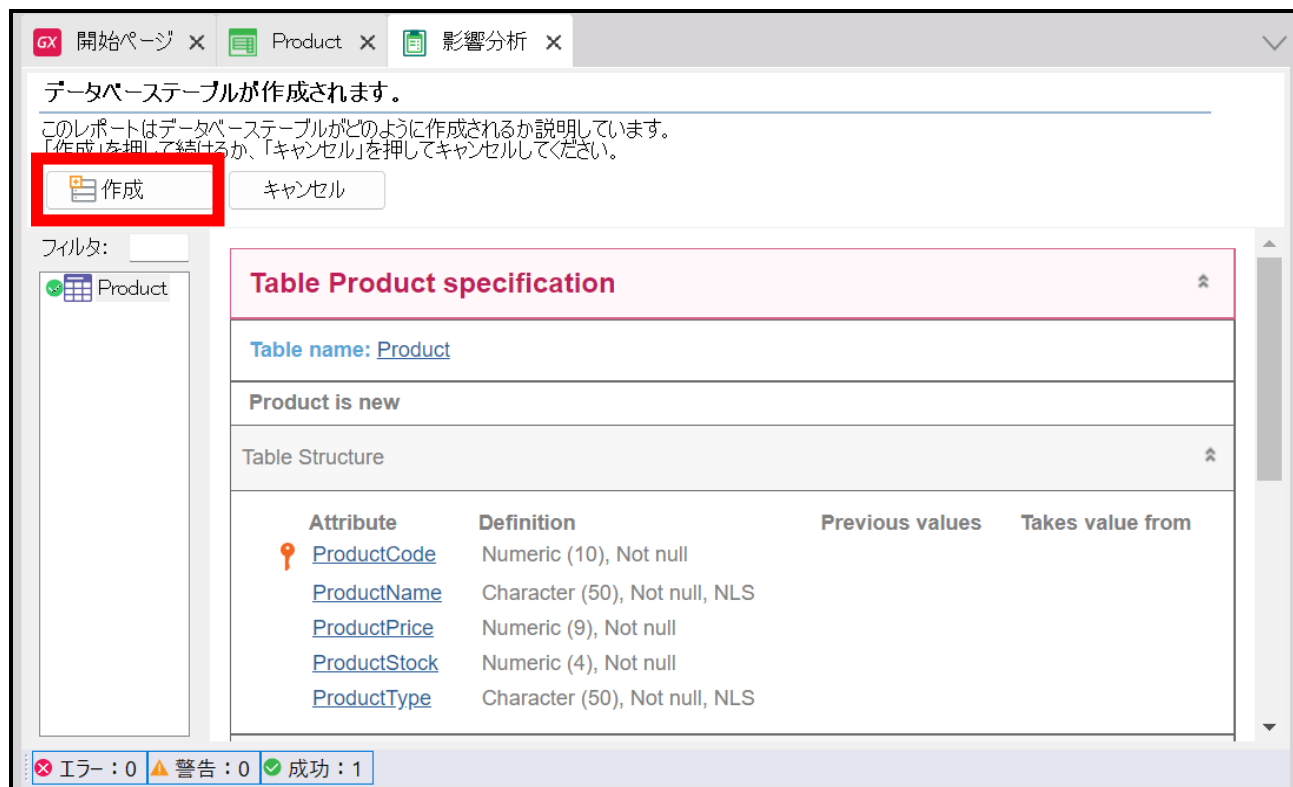 GX 開始ページ Product 影響分析
データベーステーブルが作成されます。
このレポートはデータベーステーブルがどのように作成されるか説明しています。
「作成」を押して続けるか、「キャンセル」を押してキャンセルしてください。
作成 キャンセル
フィルタ:
Product
Table Product specification
Table name: Product
Product is new
Table Structure
Attribute Definition Previous values Takes value from
ProductCode Numeric (10), Not null
ProductName Character (50), Not null, NLS
ProductPrice Numeric (9), Not null
ProductStock Numeric (4), Not null
ProductType Character (50), Not null, NLS
エラー：0 警告：0 成功：1